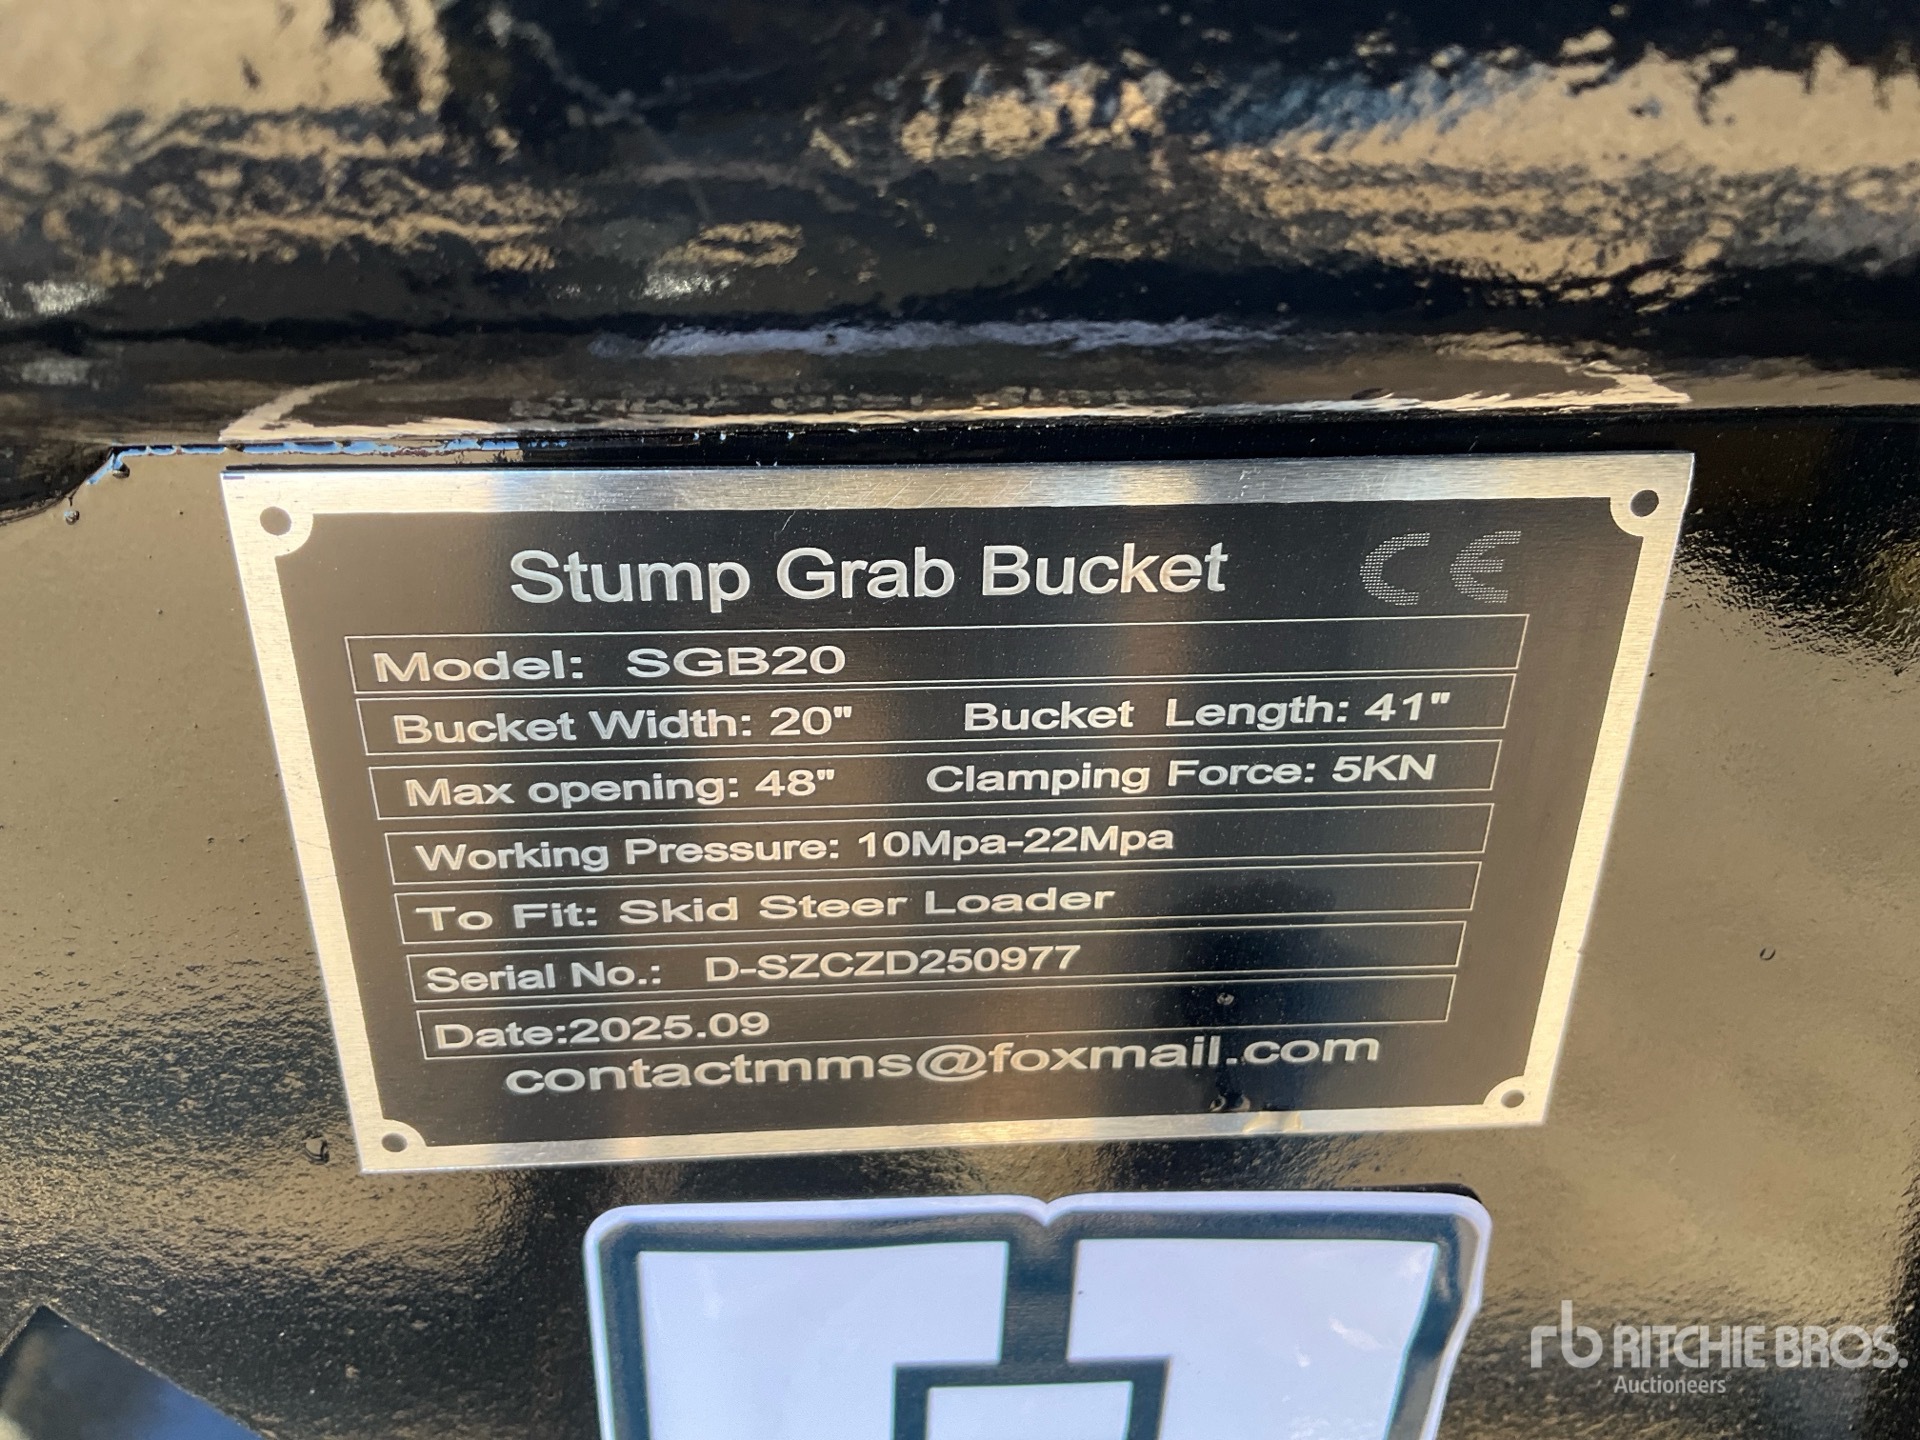 Stump Grab Bucket CE
Model: SGB20
Bucket Width: 20" Bucket Length: 41"
Max opening: 48" Clamping Force: 5KN
Working Pressure: 10Mpa-22Mpa
To Fit: Skid Steer Loader
Serial No.: D-SZCZD250977
Date:2025.09
contactmms@foxmail.com
rb RITCHIE BROS.
Auctioneers